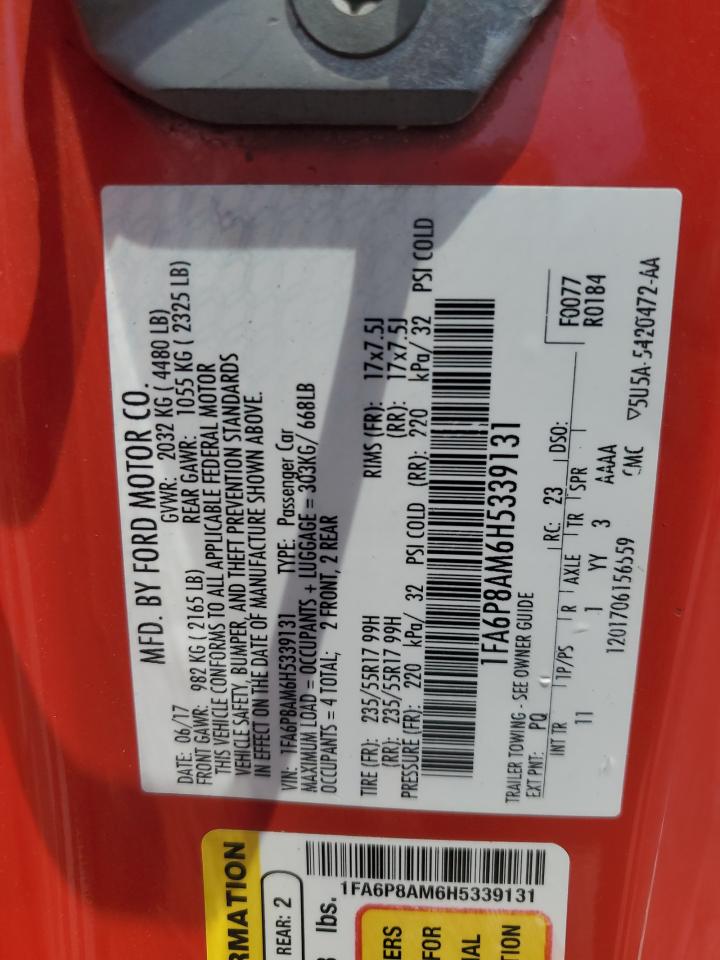 MFD. BY FORD MOTOR CO.
DATE: 06/17 GVWR: 2032 KG ( 4480 LB)
FRONT GAWR: 982 KG ( 2165 LB) REAR GAWR: 1055 KG ( 2325 LB)
THIS VEHICLE CONFORMS TO ALL APPLICABLE FEDERAL MOTOR
VEHICLE SAFETY, BUMPER, AND THEFT PREVENTION STANDARDS
IN EFFECT ON THE DATE OF MANUFACTURE SHOWN ABOVE.
VIN: 1FA6P8AM6H5339131 TYPE: Passenger Car
MAXIMUM LOAD = OCCUPANTS + LUGGAGE = 303KG/ 668LB
OCCUPANTS = 4 TOTAL; 2 FRONT, 2 REAR
TIRE (FR): 235/55R17 99H RIMS (FR): 17x7.5J
(RR): 235/55R17 99H (RR): 17x7.5J
PRESSURE (FR): 220 kPa/ 32 PSI COLD (RR): 220 kPa/ 32 PSI COLD
1FA6P8AM6H5339131
TRAILER TOWING - SEE OWNER GUIDE
EXT PNT: PQ RC: 23 DSO: F0077
INT TR TP/PS R AXLE TR SPR R0184
11 1 YY 3 AAAA
1201706156559 CMC ▽5U5A-5420472-AA
RMATION
REAR: 2
lbs.
1FA6P8AM6H5339131
ERS
FOR
TION